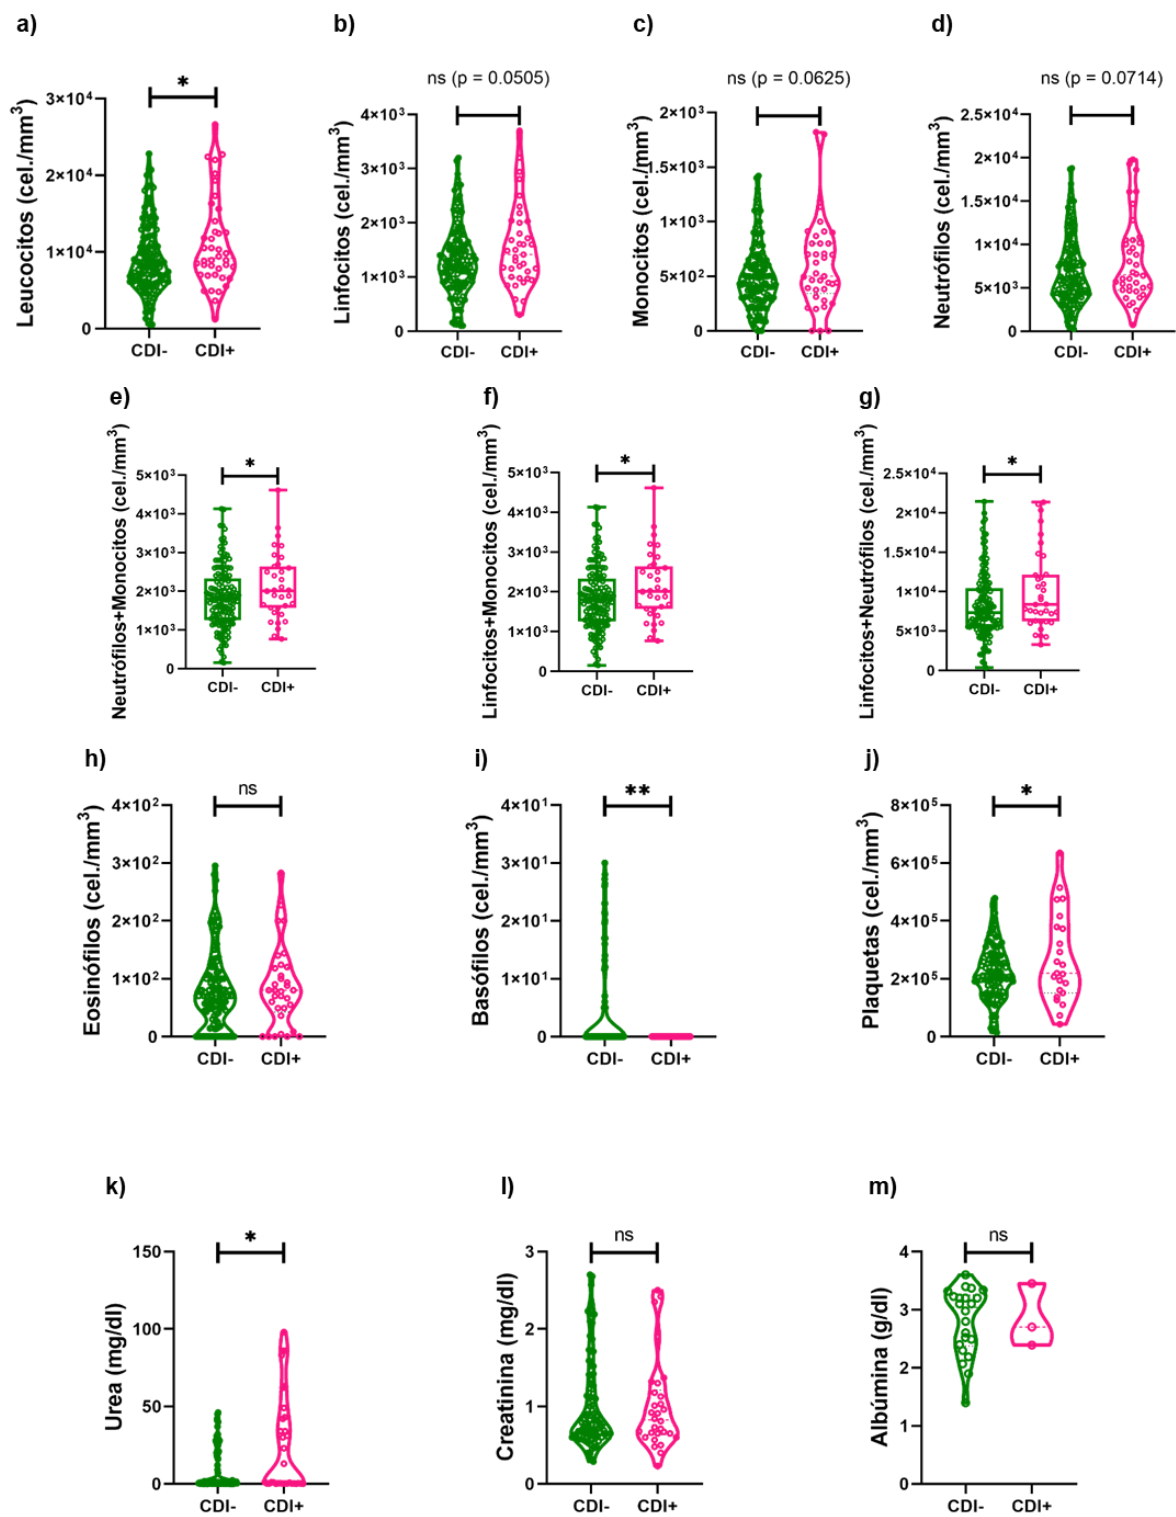 a)
b)
c)
d)
*
ns (p = 0.0505)
ns (p = 0.0625)
ns (p = 0.0714)
Leucocitos (cel./mm³)
3×10⁴
2×10⁴
1×10⁴
0
CDI- CDI+
Linfocitos (cel./mm³)
4×10³
3×10³
2×10³
1×10³
0
CDI- CDI+
Monocitos (cel./mm³)
2×10³
1.5×10³
1×10³
5×10²
0
CDI- CDI+
Neutrófilos (cel./mm³)
2.5×10⁴
2×10⁴
1.5×10⁴
1×10⁴
5×10³
0
CDI- CDI+
e)
f)
g)
*
*
*
Neutrófilos+Monocitos (cel./mm³)
5×10³
4×10³
3×10³
2×10³
1×10³
0
CDI- CDI+
Linfocitos+Monocitos (cel./mm³)
5×10³
4×10³
3×10³
2×10³
1×10³
0
CDI- CDI+
Linfocitos+Neutrófilos (cel./mm³)
2.5×10⁴
2×10⁴
1.5×10⁴
1×10⁴
5×10³
0
CDI- CDI+
h)
i)
j)
ns
**
*
Eosinófilos (cel./mm³)
4×10²
3×10²
2×10²
1×10²
0
CDI- CDI+
Basófilos (cel./mm³)
4×10¹
3×10¹
2×10¹
1×10¹
0
CDI- CDI+
Plaquetas (cel./mm³)
8×10⁵
6×10⁵
4×10⁵
2×10⁵
0
CDI- CDI+
k)
l)
m)
*
ns
ns
Urea (mg/dl)
150
100
50
0
CDI- CDI+
Creatinina (mg/dl)
3
2
1
0
CDI- CDI+
Albúmina (g/dl)
4
3
2
1
0
CDI- CDI+